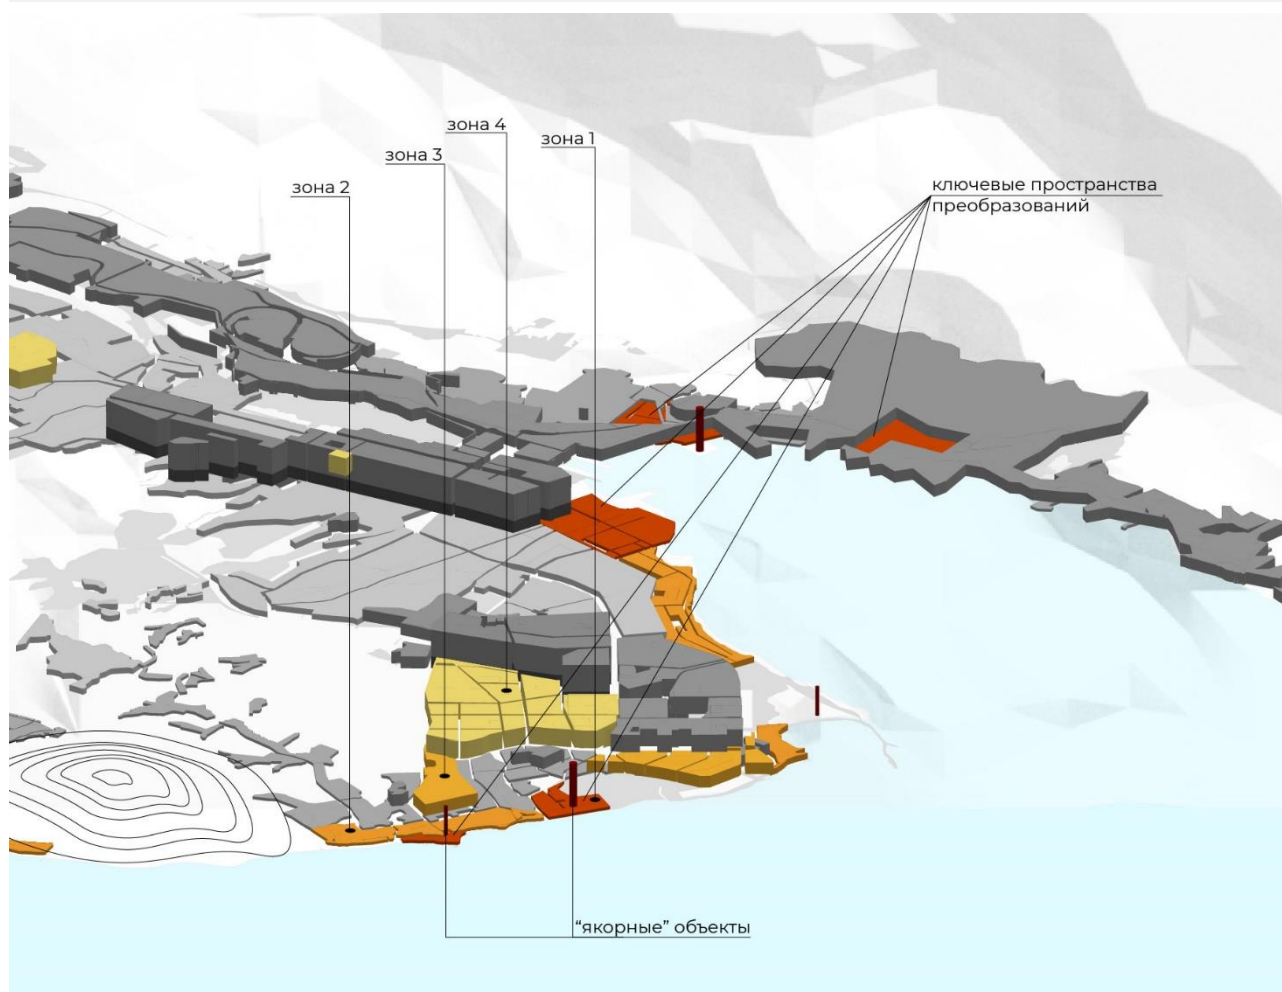 зона 4
зона 1
зона 3
зона 2
ключевые пространства
преобразований
“якорные” объекты